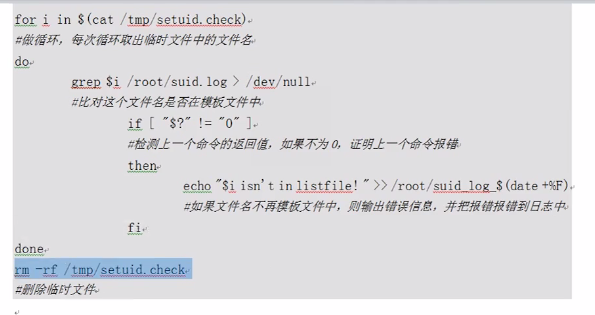 for i in $(cat /tmp/setuid.check)
#做循环，每次循环取出临时文件中的文件名
do
grep $i /root/suid.log > /dev/null
#比对这个文件名是否在模板文件中
if [ "$?" != "0" ]
#检测上一个命令的返回值，如果不为0，证明上一个命令报错
then
echo "$i isn't in listfile! " >> /root/suid_log_$(date +%F)
#如果文件名不再模板文件中，则输出错误信息，并把报错报错到日志中
fi
done
rm -rf /tmp/setuid.check
#删除临时文件